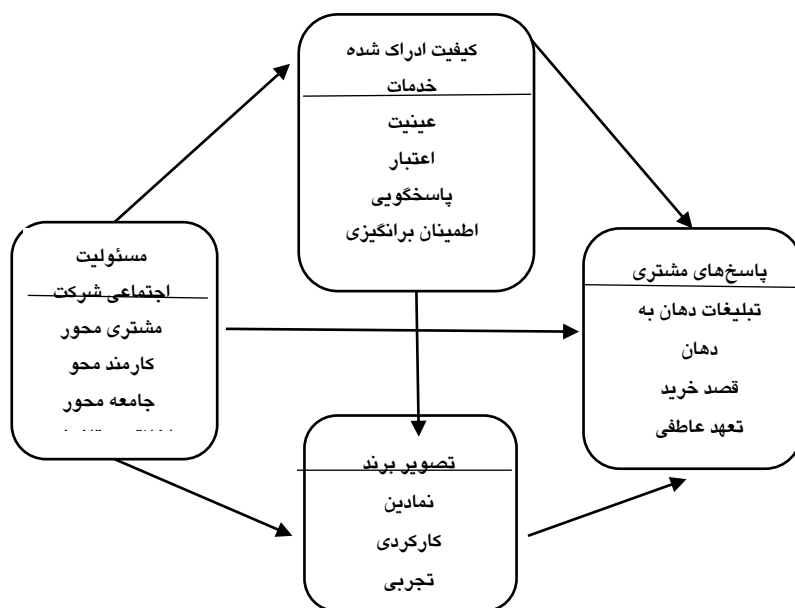 کیفیت ادراک شده
خدمات
عینیت
اعتبار
پاسخگویی
اطمینان برانگیزی
مسئولیت
اجتماعی شرکت
مشتری محور
کارمند محو
جامعه محور
پاسخ‌های مشتری
تبلیغات دهان به
دهان
قصد خرید
تعهد عاطفی
تصویر برند
نمادین
کارکردی
تجربی